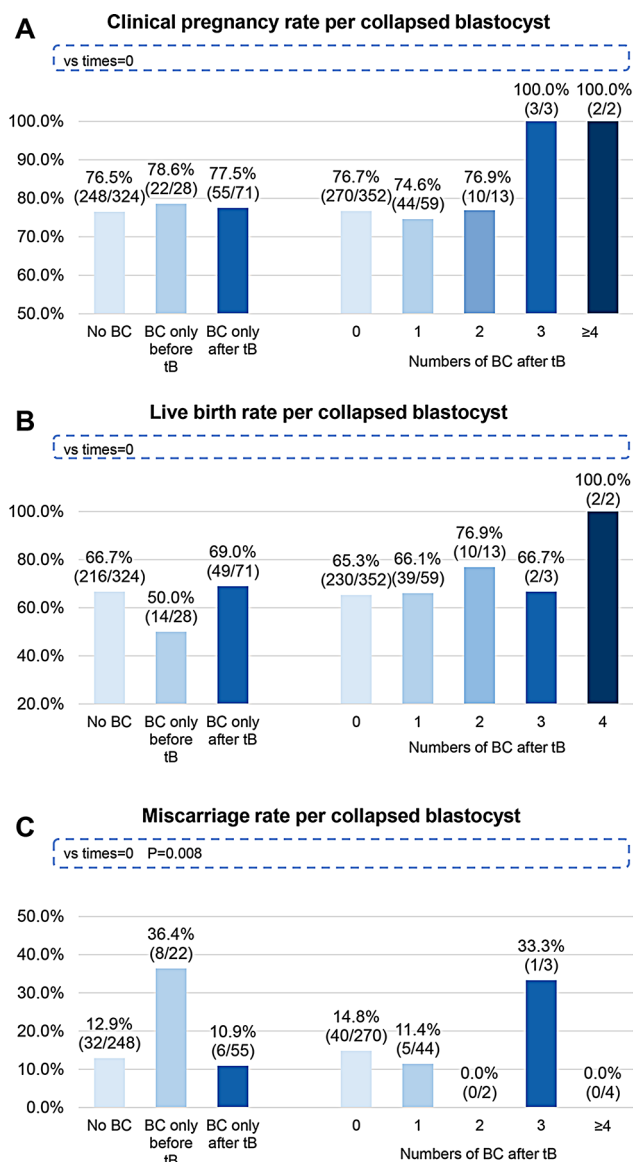 A
Clinical pregnancy rate per collapsed blastocyst
vs times=0
100.0%
90.0%
80.0%
70.0%
60.0%
50.0%
76.5%
(248/324)
78.6%
(22/28)
77.5%
(55/71)
76.7%
(270/352)
74.6%
(44/59)
76.9%
(10/13)
100.0%
(3/3)
100.0%
(2/2)
No BC
BC only
before
tB
BC only
after tB
0
1
2
3
≥4
Numbers of BC after tB
B
Live birth rate per collapsed blastocyst
vs times=0
100.0%
80.0%
60.0%
40.0%
20.0%
66.7%
(216/324)
50.0%
(14/28)
69.0%
(49/71)
65.3%
(230/352)
66.1%
(39/59)
76.9%
(10/13)
66.7%
(2/3)
100.0%
(2/2)
No BC
BC only
before
tB
BC only
after tB
0
1
2
3
4
Numbers of BC after tB
C
Miscarriage rate per collapsed blastocyst
vs times=0 P=0.008
50.0%
40.0%
30.0%
20.0%
10.0%
0.0%
12.9%
(32/248)
36.4%
(8/22)
10.9%
(6/55)
14.8%
(40/270)
11.4%
(5/44)
0.0%
(0/2)
33.3%
(1/3)
0.0%
(0/4)
No BC
BC only
before
tB
BC only
after tB
0
1
2
3
≥4
Numbers of BC after tB